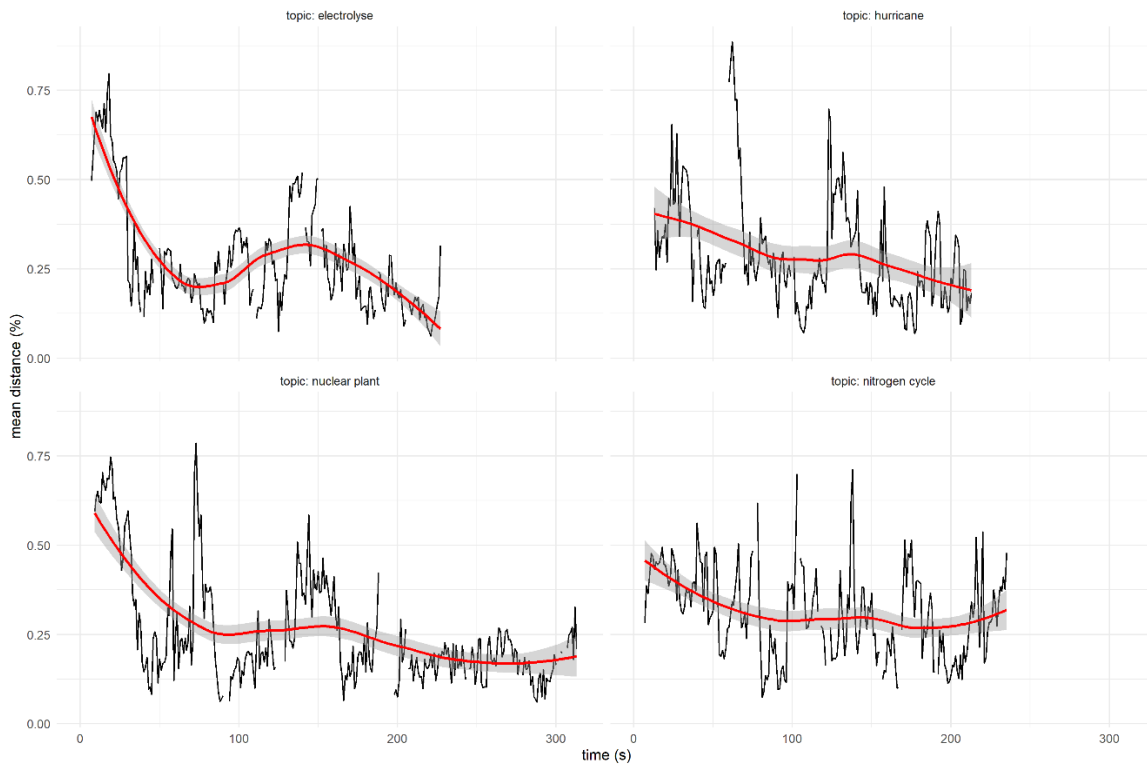 topic: electrolyse
topic: hurricane
0.75
0.50
0.25
0.00
topic: nuclear plant
topic: nitrogen cycle
0.75
0.50
0.25
0.00
mean distance (%)
0 100 200 300
0 100 200 300
time (s)